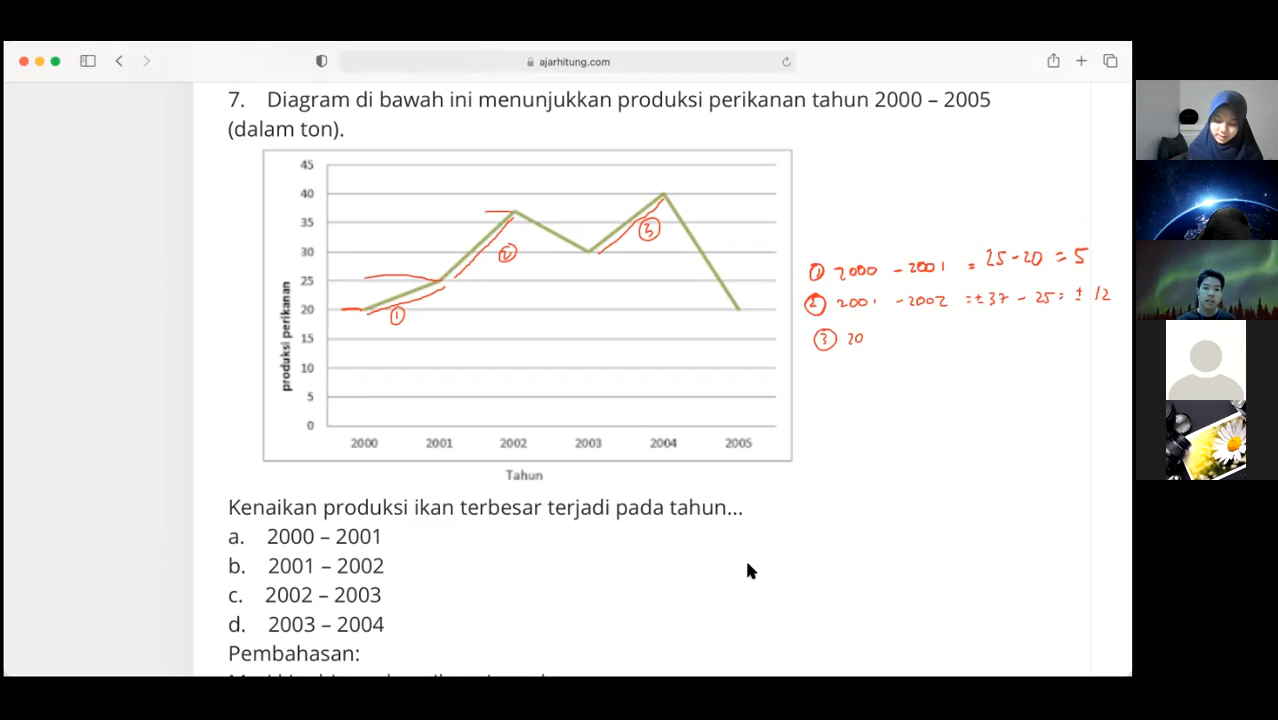 ajarhitung.com
7. Diagram di bawah ini menunjukkan produksi perikanan tahun 2000 – 2005
(dalam ton).
45
40
35
30
25
20
15
10
5
0
produksi perikanan
2000 2001 2002 2003 2004 2005
Tahun
①
②
③
① 2000 - 2001 = 25 - 20 = 5
② 2001 - 2002 = ± 37 - 25 = ± 12
③ 20
Kenaikan produksi ikan terbesar terjadi pada tahun...
a. 2000 – 2001
b. 2001 – 2002
c. 2002 – 2003
d. 2003 – 2004
Pembahasan: